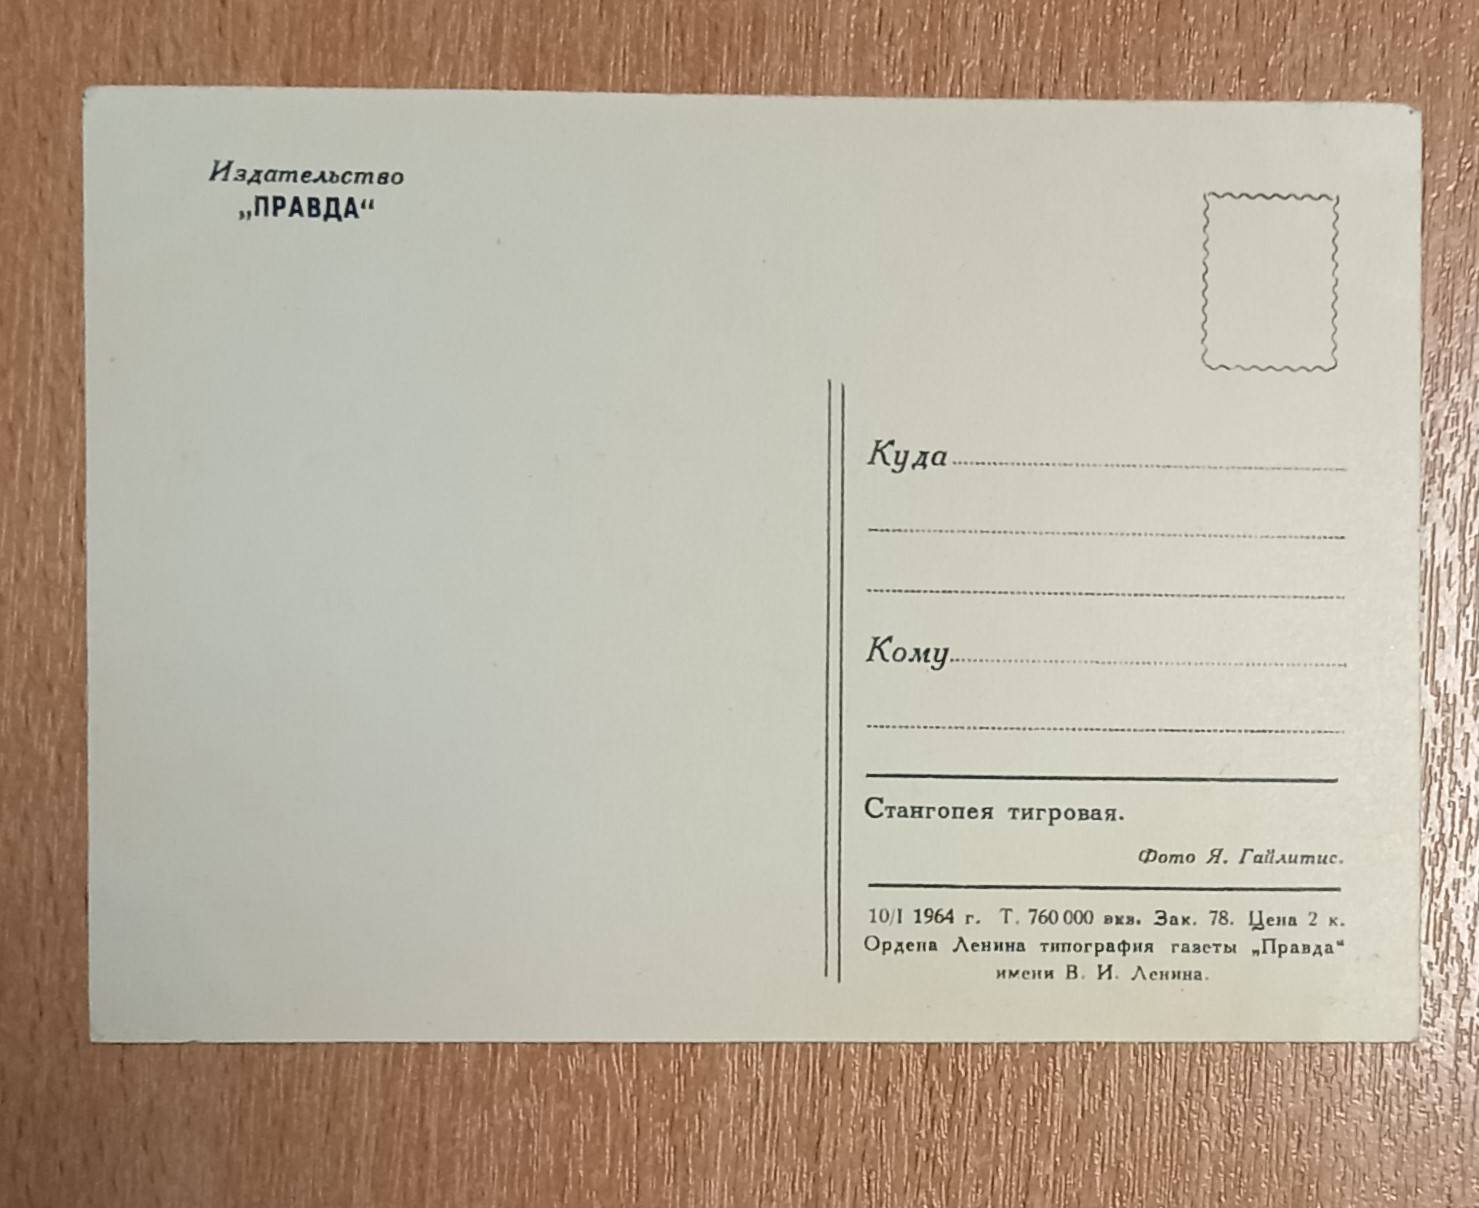 Издательство
„ПРАВДА“
Куда
Кому
Стангопея тигровая.
Фото Я. Гайлитис.
10/I 1964 г. Т. 760 000 экз. Зак. 78. Цена 2 к.
Ордена Ленина типография газеты „Правда“
имени В. И. Ленина.